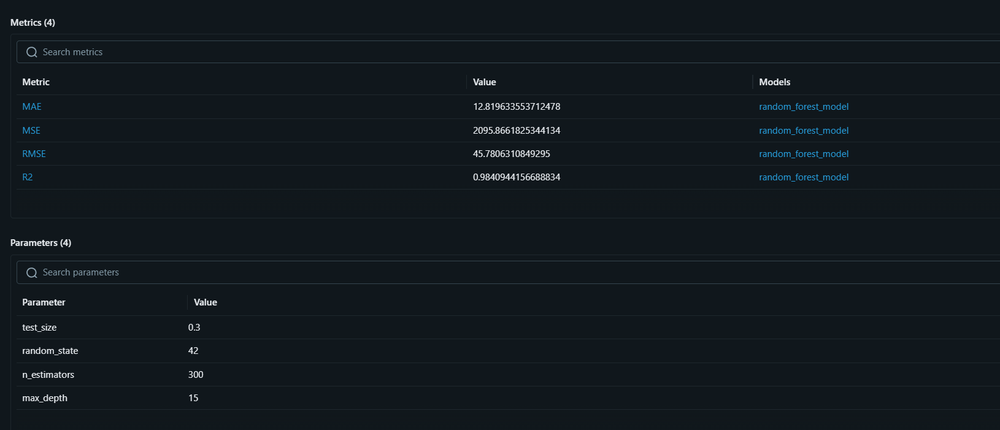 Metrics (4)
Search metrics
Metric Value Models
MAE 12.819633553712478 random_forest_model
MSE 2095.8661825344134 random_forest_model
RMSE 45.7806310849295 random_forest_model
R2 0.9840944156688834 random_forest_model
Parameters (4)
Search parameters
Parameter Value
test_size 0.3
random_state 42
n_estimators 300
max_depth 15